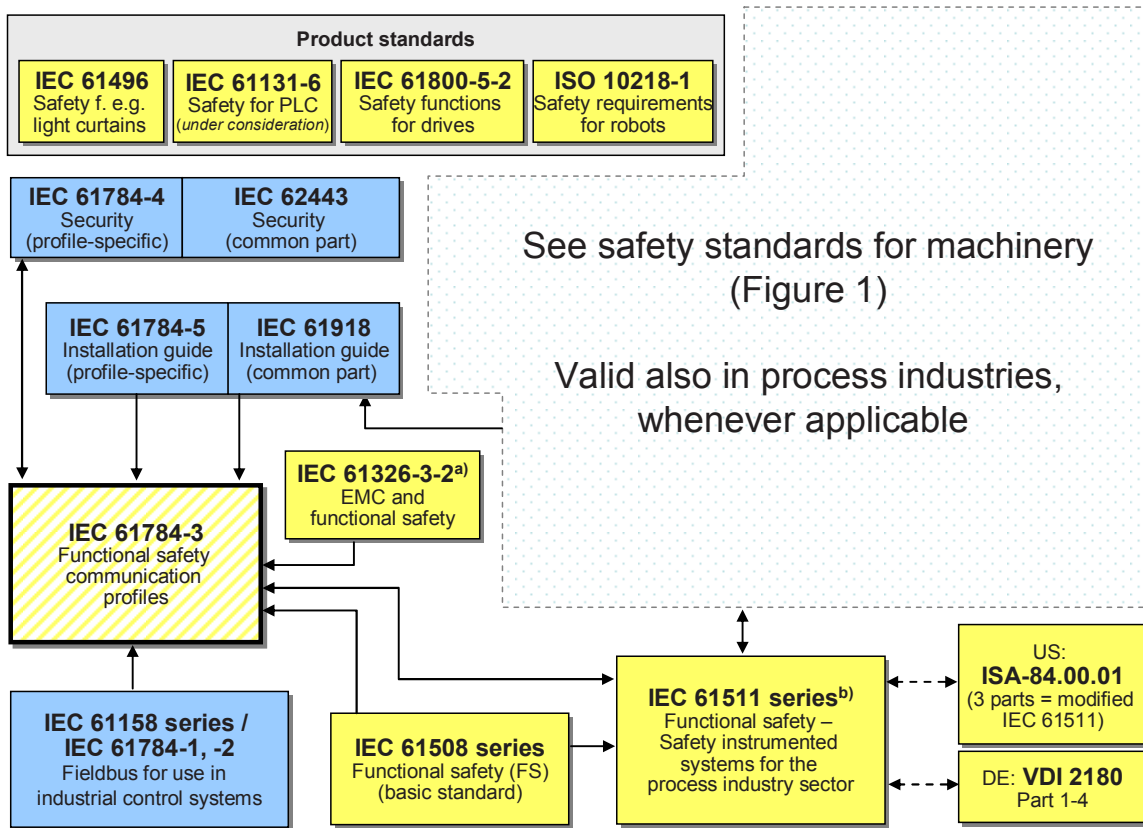 Product standards
IEC 61496
Safety f. e.g.
light curtains
IEC 61131-6
Safety for PLC
(under consideration)
IEC 61800-5-2
Safety functions
for drives
ISO 10218-1
Safety requirements
for robots
IEC 61784-4
Security
(profile-specific)
IEC 62443
Security
(common part)
See safety standards for machinery
(Figure 1)
Valid also in process industries,
whenever applicable
IEC 61784-5
Installation guide
(profile-specific)
IEC 61918
Installation guide
(common part)
IEC 61326-3-2a)
EMC and
functional safety
IEC 61784-3
Functional safety
communication
profiles
IEC 61158 series /
IEC 61784-1, -2
Fieldbus for use in
industrial control systems
IEC 61508 series
Functional safety (FS)
(basic standard)
IEC 61511 seriesb)
Functional safety –
Safety instrumented
systems for the
process industry sector
US:
ISA-84.00.01
(3 parts = modified
IEC 61511)
DE: VDI 2180
Part 1-4